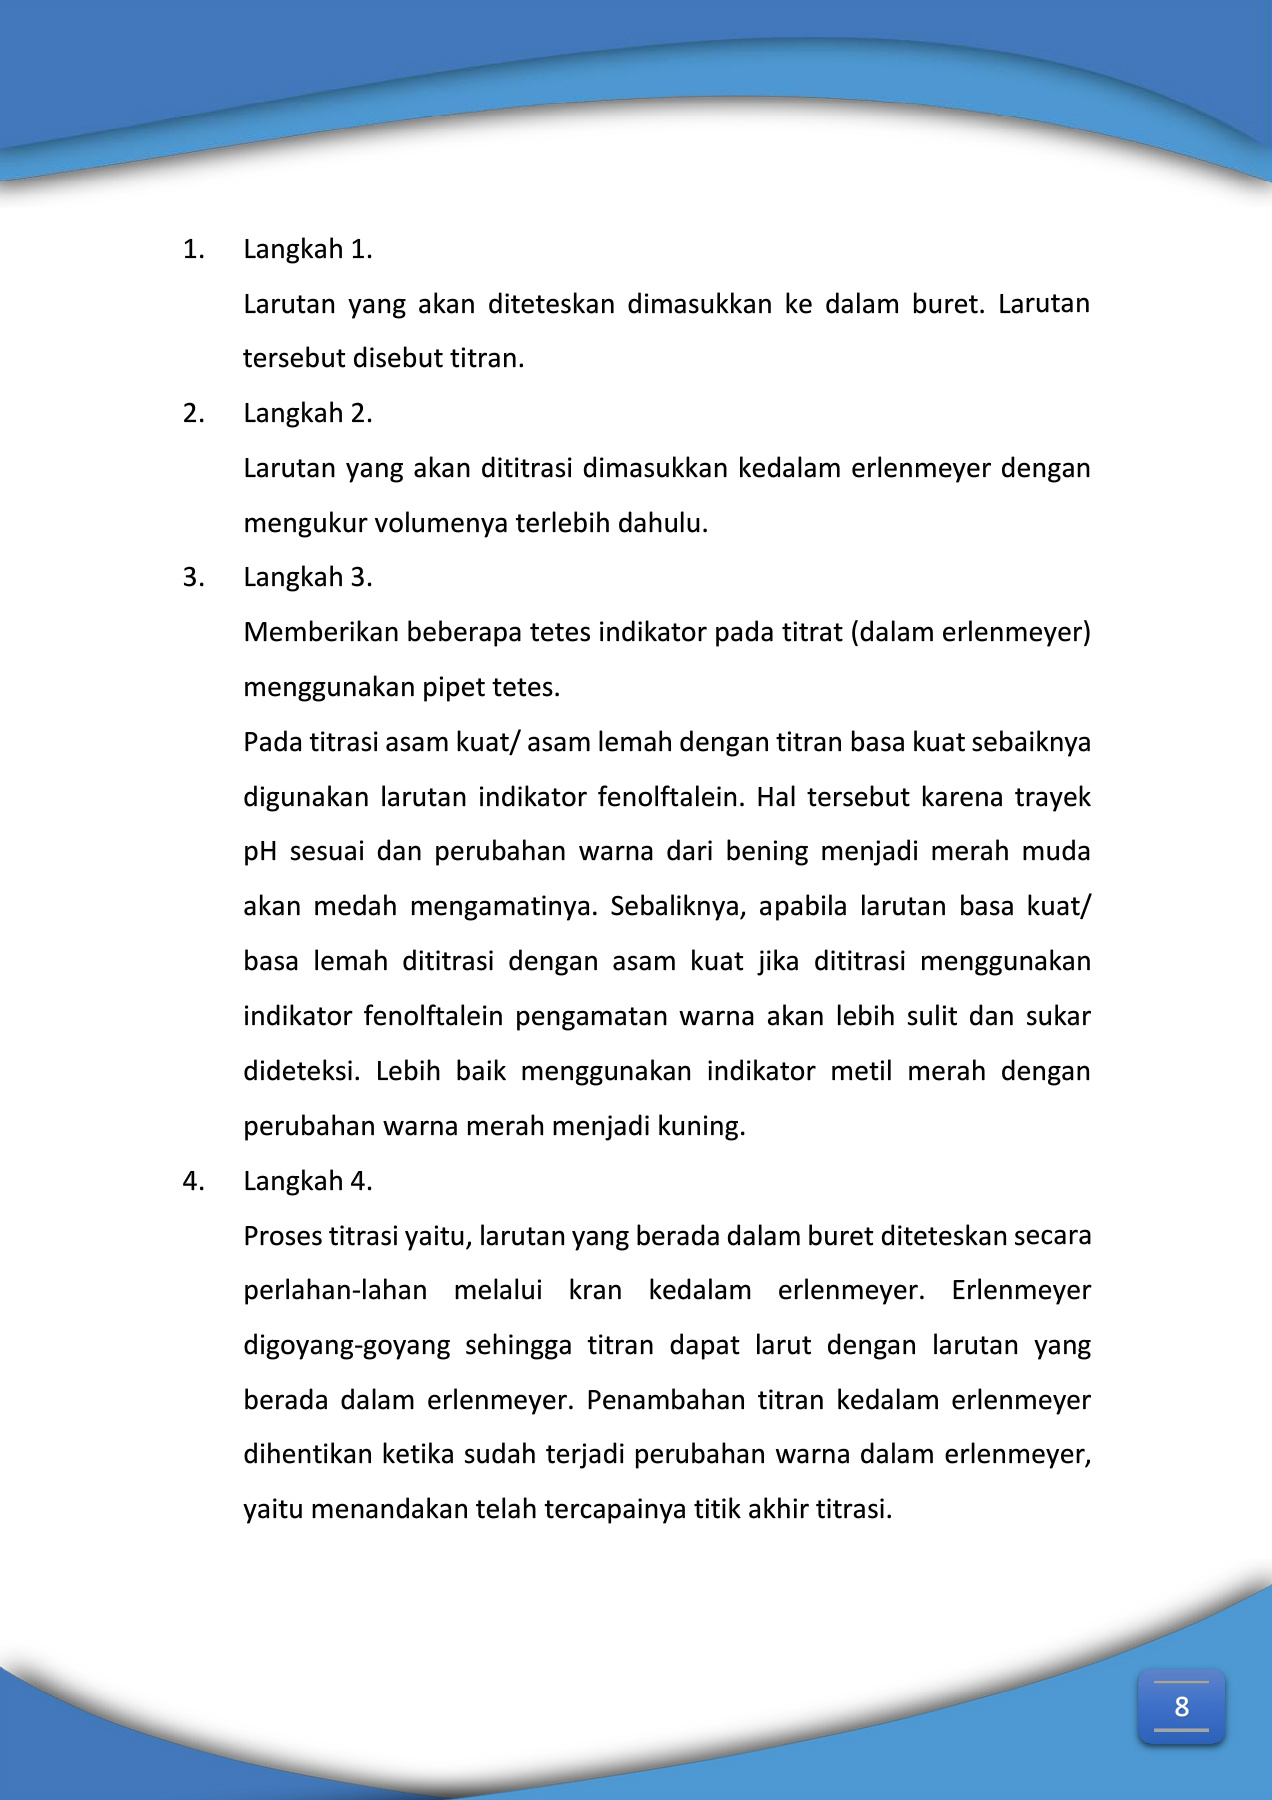 1. Langkah 1.
Larutan yang akan diteteskan dimasukkan ke dalam buret. Larutan
tersebut disebut titran.
2. Langkah 2.
Larutan yang akan dititrasi dimasukkan kedalam erlenmeyer dengan
mengukur volumenya terlebih dahulu.
3. Langkah 3.
Memberikan beberapa tetes indikator pada titrat (dalam erlenmeyer)
menggunakan pipet tetes.
Pada titrasi asam kuat/ asam lemah dengan titran basa kuat sebaiknya
digunakan larutan indikator fenolftalein. Hal tersebut karena trayek
pH sesuai dan perubahan warna dari bening menjadi merah muda
akan medah mengamatinya. Sebaliknya, apabila larutan basa kuat/
basa lemah dititrasi dengan asam kuat jika dititrasi menggunakan
indikator fenolftalein pengamatan warna akan lebih sulit dan sukar
dideteksi. Lebih baik menggunakan indikator metil merah dengan
perubahan warna merah menjadi kuning.
4. Langkah 4.
Proses titrasi yaitu, larutan yang berada dalam buret diteteskan secara
perlahan-lahan melalui kran kedalam erlenmeyer. Erlenmeyer
digoyang-goyang sehingga titran dapat larut dengan larutan yang
berada dalam erlenmeyer. Penambahan titran kedalam erlenmeyer
dihentikan ketika sudah terjadi perubahan warna dalam erlenmeyer,
yaitu menandakan telah tercapainya titik akhir titrasi.
8